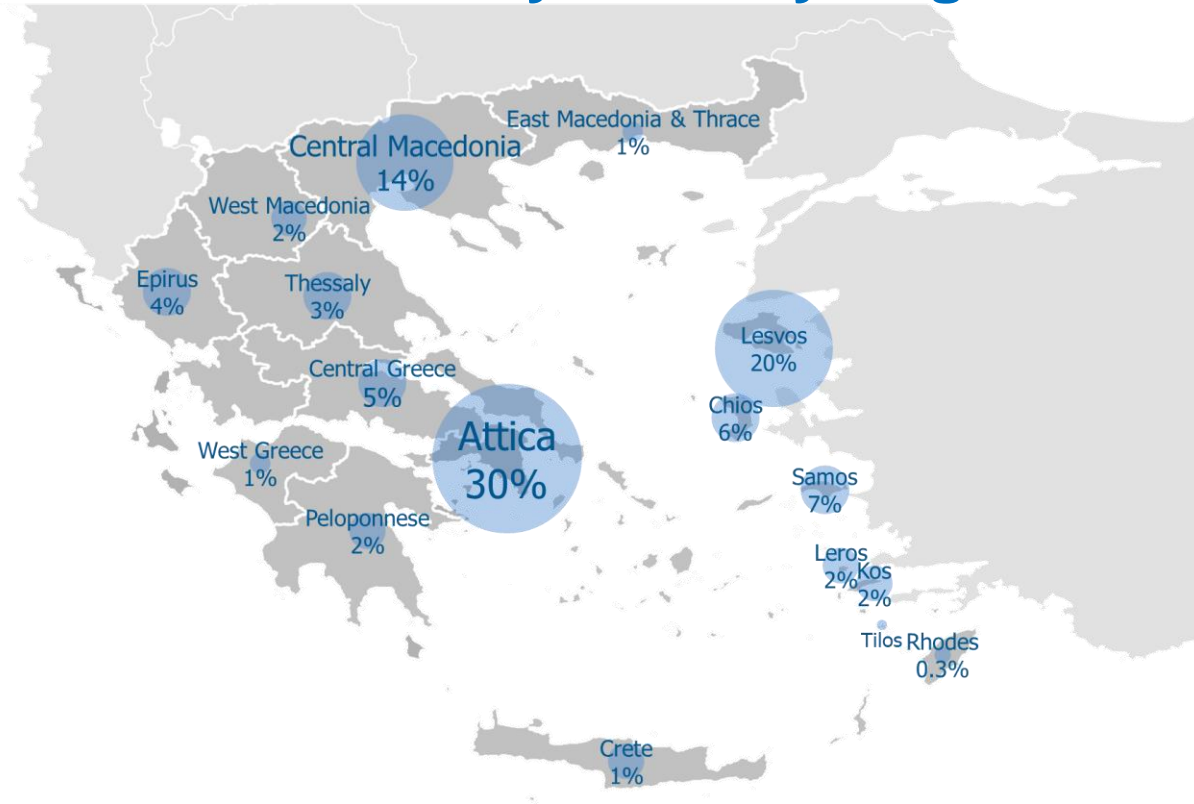 East Macedonia & Thrace
1%
Central Macedonia
14%
West Macedonia
2%
Epirus
4%
Thessaly
3%
Lesvos
20%
Central Greece
5%
Chios
6%
Attica
30%
West Greece
1%
Samos
7%
Peloponnese
2%
Leros
2%
Kos
2%
Tilos
Rhodes
0.3%
Crete
1%